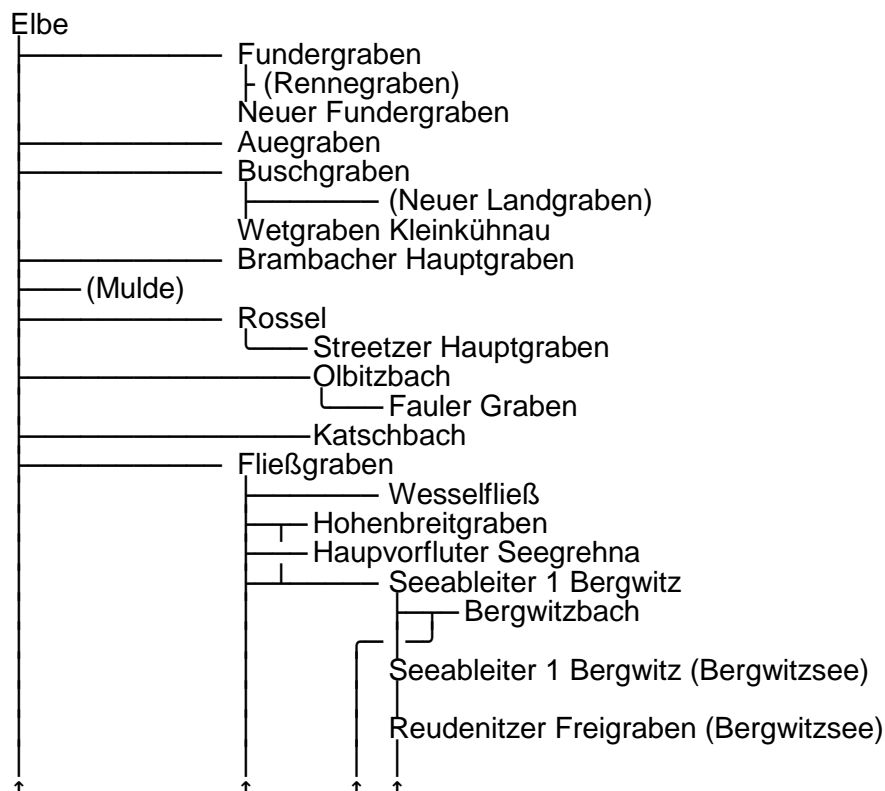 Elbe
Fundergraben
(Rennegraben)
Neuer Fundergraben
Auegraben
Buschgraben
(Neuer Landgraben)
Wetgraben Kleinkühnau
Brambacher Hauptgraben
(Mulde)
Rossel
Streetzer Hauptgraben
Olbitzbach
Fauler Graben
Katschbach
Fließgraben
Wesselfließ
Hohenbreitgraben
Haupvorfluter Seegrehna
Seeableiter 1 Bergwitz
Bergwitzbach
Seeableiter 1 Bergwitz (Bergwitzsee)
Reudenitzer Freigraben (Bergwitzsee)